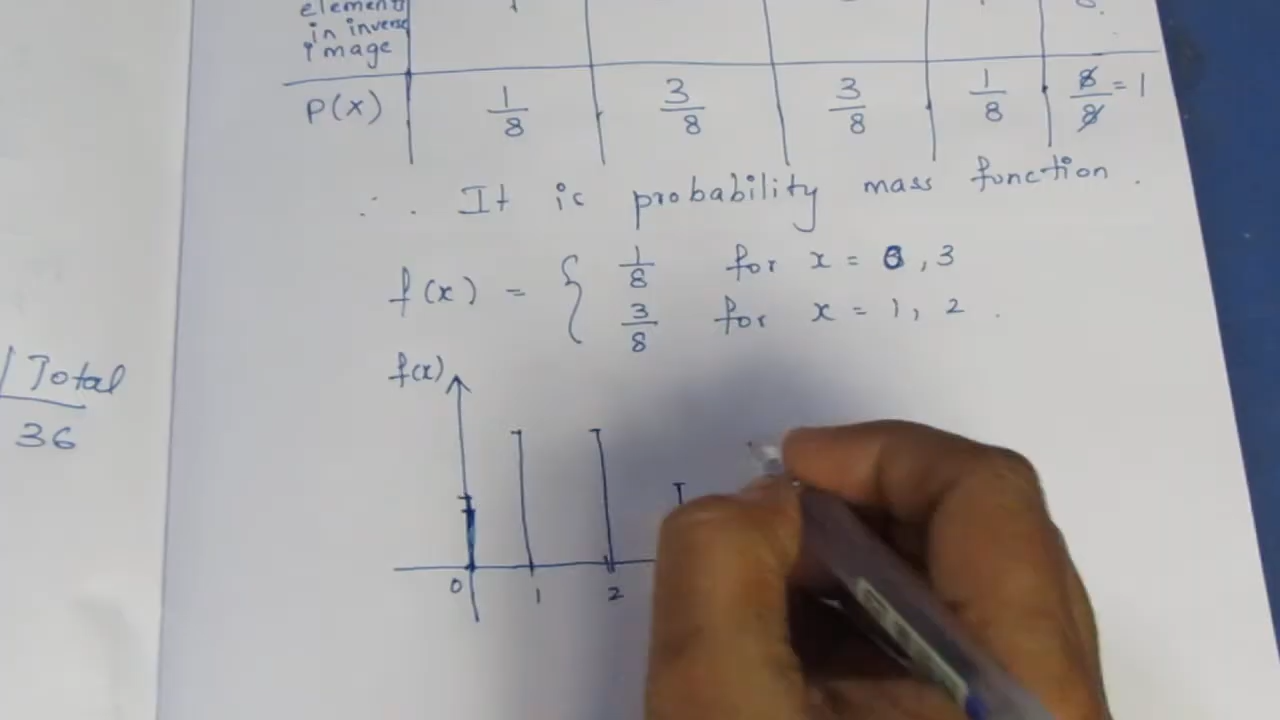 elements
in inverse
image
P(x) 1/8 3/8 3/8 1/8 8/8 = 1
∴ It is probability mass function.
f(x) = { 1/8 for x = 0, 3
3/8 for x = 1, 2.
f(x)
0 1 2
Total
36